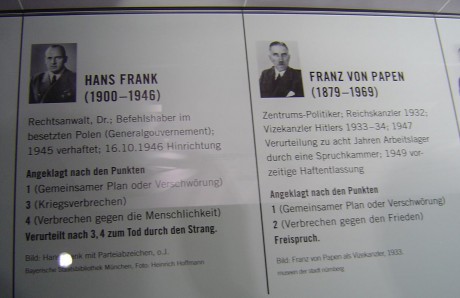 HANS FRANK
(1900–1946)
Rechtsanwalt, Dr.; Befehlshaber im
besetzten Polen (Generalgouvernement);
1945 verhaftet; 16.10.1946 Hinrichtung
Angeklagt nach den Punkten
1 (Gemeinsamer Plan oder Verschwörung)
3 (Kriegsverbrechen)
4 (Verbrechen gegen die Menschlichkeit)
Verurteilt nach 3, 4 zum Tod durch den Strang.
Bild: Hans Frank mit Parteiabzeichen, o.J.
Bayerische Staatsbibliothek München, Foto: Heinrich Hoffmann
FRANZ VON PAPEN
(1879–1969)
Zentrums-Politiker; Reichskanzler 1932;
Vizekanzler Hitlers 1933–34; 1947
Verurteilung zu acht Jahren Arbeitslager
durch eine Spruchkammer; 1949 vor-
zeitige Haftentlassung
Angeklagt nach den Punkten
1 (Gemeinsamer Plan oder Verschwörung)
2 (Verbrechen gegen den Frieden)
Freispruch.
Bild: Franz von Papen als Vizekanzler, 1933.
museen der stadt nürnberg